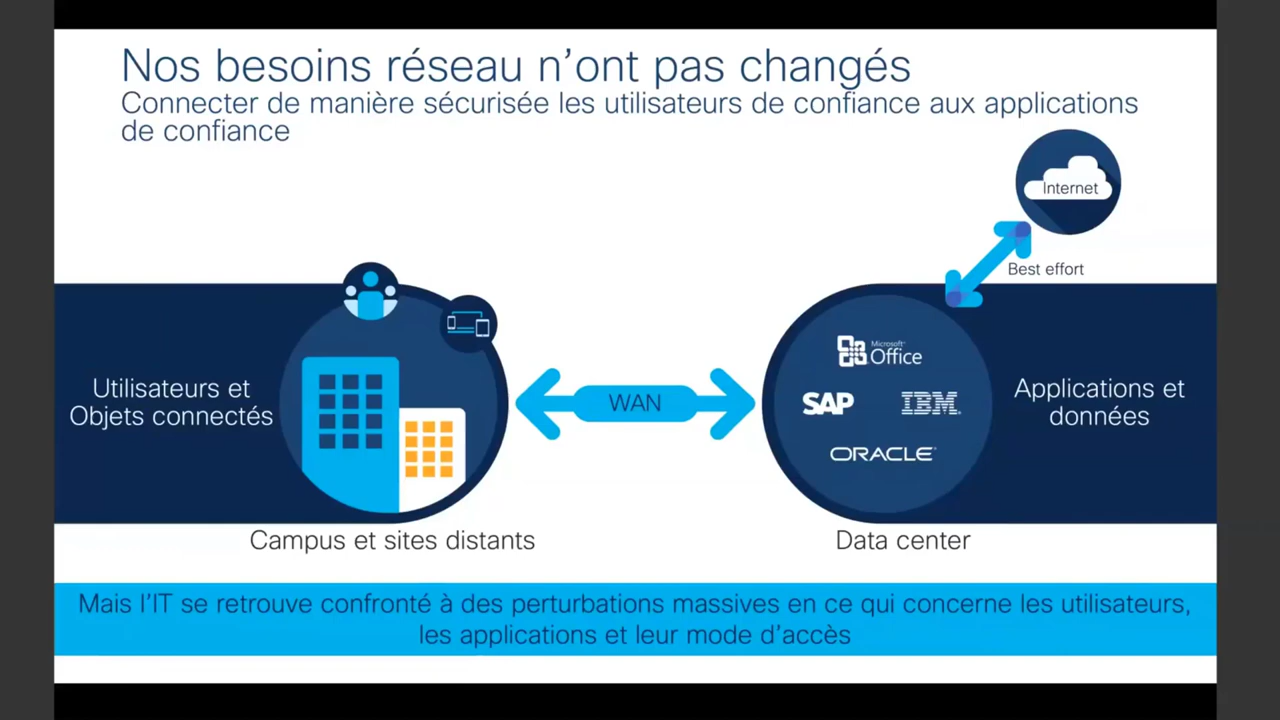 Nos besoins réseau n’ont pas changés
Connecter de manière sécurisée les utilisateurs de confiance aux applications
de confiance
Internet
Best effort
Utilisateurs et
Objets connectés
WAN
Microsoft
Office
SAP
IBM
ORACLE
Applications et
données
Campus et sites distants
Data center
Mais l’IT se retrouve confronté à des perturbations massives en ce qui concerne les utilisateurs,
les applications et leur mode d’accès